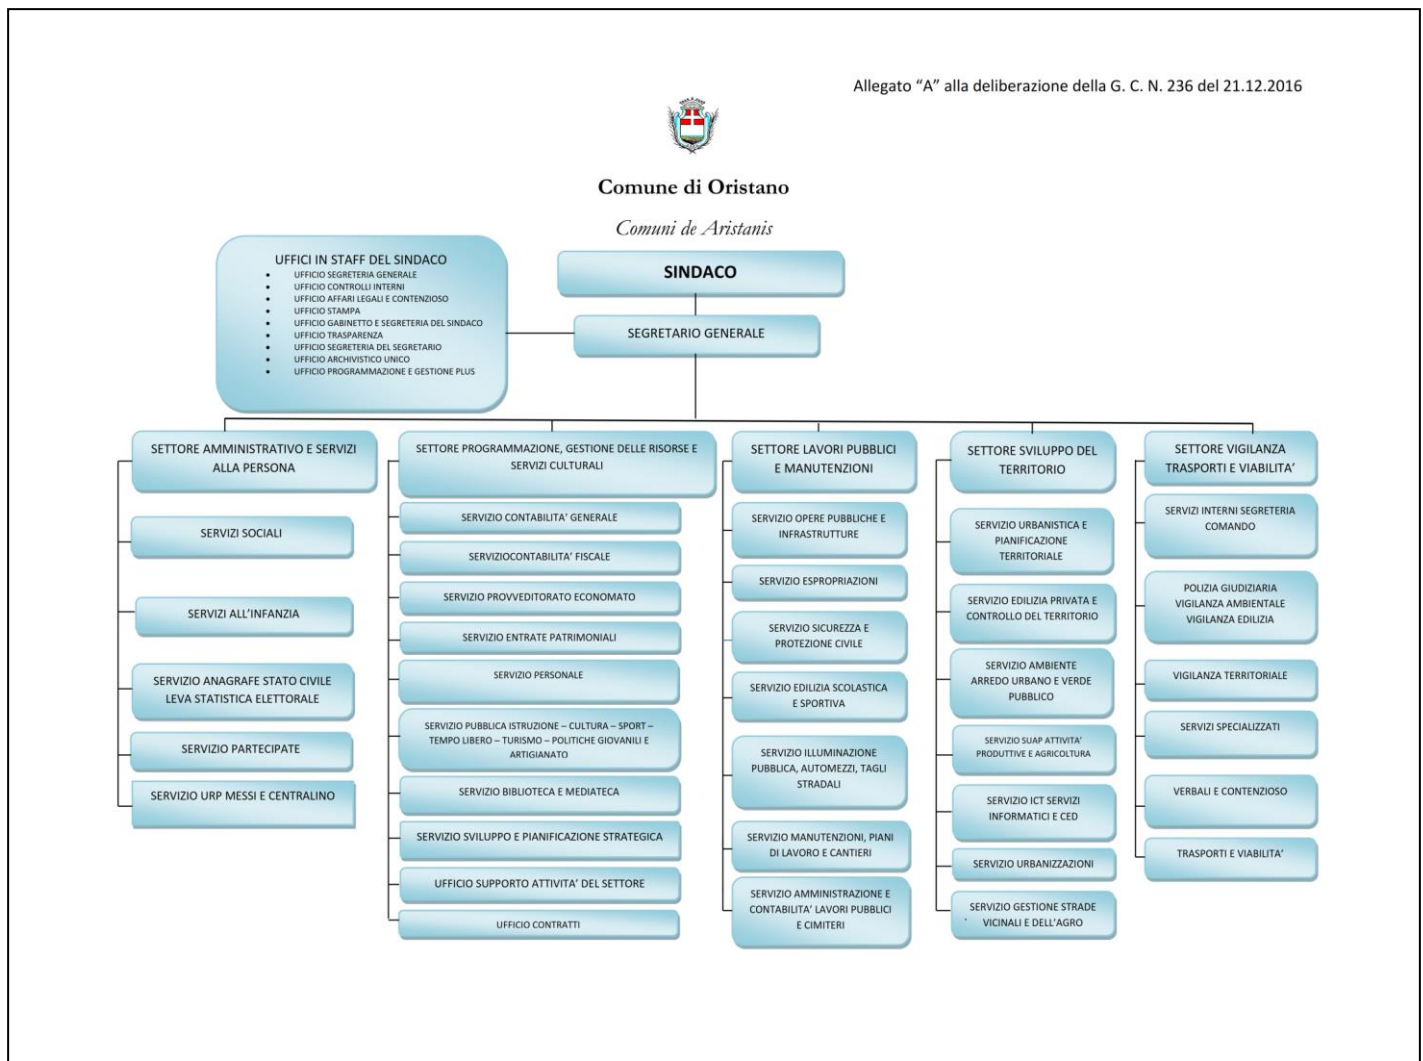 Allegato “A” alla deliberazione della G. C. N. 236 del 21.12.2016
Comune di Oristano
Comuni de Aristanis
UFFICI IN STAFF DEL SINDACO
• UFFICIO SEGRETERIA GENERALE
• UFFICIO CONTROLLI INTERNI
• UFFICIO AFFARI LEGALI E CONTENZIOSO
• UFFICIO STAMPA
• UFFICIO GABINETTO E SEGRETERIA DEL SINDACO
• UFFICIO TRASPARENZA
• UFFICIO SEGRETERIA DEL SEGRETARIO
• UFFICIO ARCHIVISTICO UNICO
• UFFICIO PROGRAMMAZIONE E GESTIONE PLUS
SINDACO
SEGRETARIO GENERALE
SETTORE AMMINISTRATIVO E SERVIZI
ALLA PERSONA
SERVIZI SOCIALI
SERVIZI ALL’INFANZIA
SERVIZIO ANAGRAFE STATO CIVILE
LEVA STATISTICA ELETTORALE
SERVIZIO PARTECIPATE
SERVIZIO URP MESSI E CENTRALINO
SETTORE PROGRAMMAZIONE, GESTIONE DELLE RISORSE E
SERVIZI CULTURALI
SERVIZIO CONTABILITA’ GENERALE
SERVIZIOCONTABILITA’ FISCALE
SERVIZIO PROVVEDITORATO ECONOMATO
SERVIZIO ENTRATE PATRIMONIALI
SERVIZIO PERSONALE
SERVIZIO PUBBLICA ISTRUZIONE – CULTURA – SPORT –
TEMPO LIBERO – TURISMO – POLITICHE GIOVANILI E
ARTIGIANATO
SERVIZIO BIBLIOTECA E MEDIATECA
SERVIZIO SVILUPPO E PIANIFICAZIONE STRATEGICA
UFFICIO SUPPORTO ATTIVITA’ DEL SETTORE
UFFICIO CONTRATTI
SETTORE LAVORI PUBBLICI
E MANUTENZIONI
SERVIZIO OPERE PUBBLICHE E
INFRASTRUTTURE
SERVIZIO ESPROPRIAZIONI
SERVIZIO SICUREZZA E
PROTEZIONE CIVILE
SERVIZIO EDILIZIA SCOLASTICA
E SPORTIVA
SERVIZIO ILLUMINAZIONE
PUBBLICA, AUTOMEZZI, TAGLI
STRADALI
SERVIZIO MANUTENZIONI, PIANI
DI LAVORO E CANTIERI
SERVIZIO AMMINISTRAZIONE E
CONTABILITA’ LAVORI PUBBLICI
E CIMITERI
SETTORE SVILUPPO DEL
TERRITORIO
SERVIZIO URBANISTICA E
PIANIFICAZIONE
TERRITORIALE
SERVIZIO EDILIZIA PRIVATA E
CONTROLLO DEL TERRITORIO
SERVIZIO AMBIENTE
ARREDO URBANO E VERDE
PUBBLICO
SERVIZIO SUAP ATTIVITA’
PRODUTTIVE E AGRICOLTURA
SERVIZIO ICT SERVIZI
INFORMATICI E CED
SERVIZIO URBANIZZAZIONI
SERVIZIO GESTIONE STRADE
VICINALI E DELL’AGRO
SETTORE VIGILANZA
TRASPORTI E VIABILITA’
SERVIZI INTERNI SEGRETERIA
COMANDO
POLIZIA GIUDIZIARIA
VIGILANZA AMBIENTALE
VIGILANZA EDILIZIA
VIGILANZA TERRITORIALE
SERVIZI SPECIALIZZATI
VERBALI E CONTENZIOSO
TRASPORTI E VIABILITA’